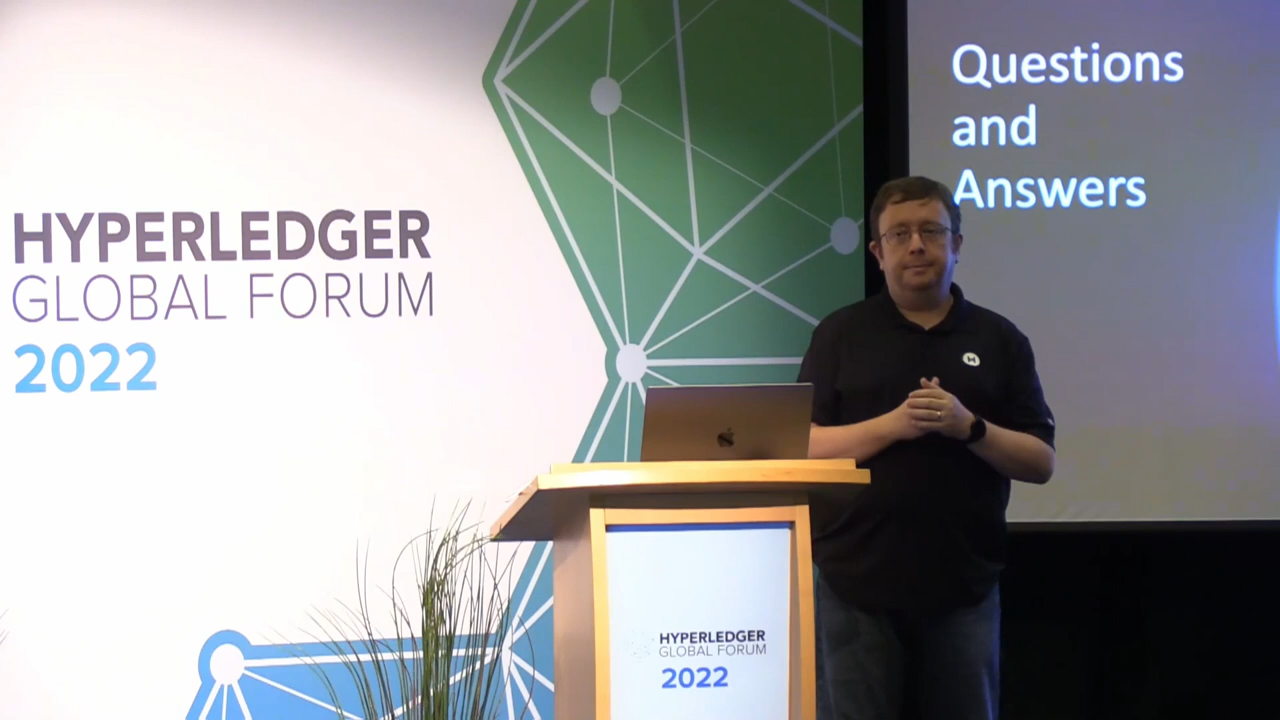 HYPERLEDGER
GLOBAL FORUM
2022
Questions
and
Answers
H
HYPERLEDGER
GLOBAL FORUM
2022